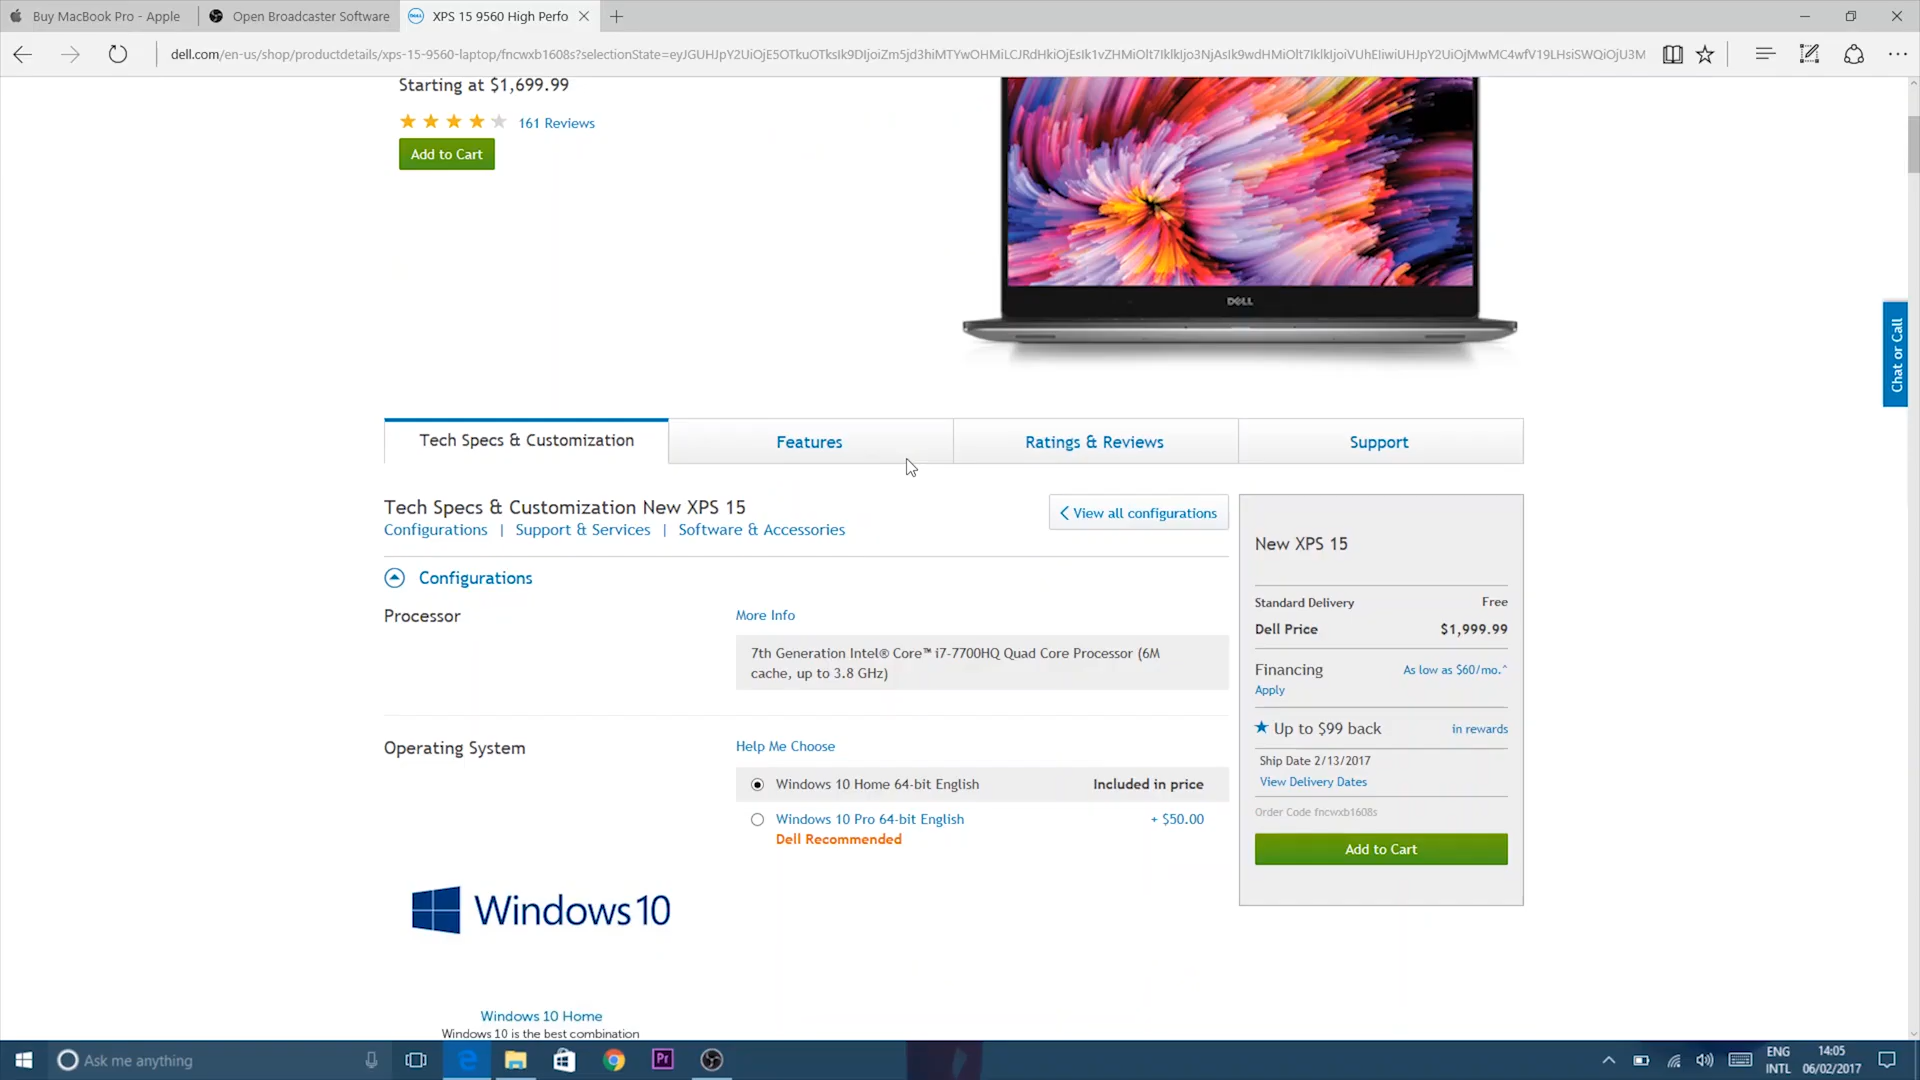 Buy MacBook Pro - Apple
Open Broadcaster Software
XPS 15 9560 High Perfo
dell.com/en-us/shop/productdetails/xps-15-9560-laptop/fncwxb1608s?selectionState=
Starting at $1,699.99
161 Reviews
Add to Cart
DELL
Chat or Call
Tech Specs & Customization
Features
Ratings & Reviews
Support
Tech Specs & Customization New XPS 15
Configurations | Support & Services | Software & Accessories
View all configurations
Configurations
Processor
More Info
7th Generation Intel® Core™ i7-7700HQ Quad Core Processor (6M
cache, up to 3.8 GHz)
Operating System
Help Me Choose
Windows 10 Home 64-bit English Included in price
Windows 10 Pro 64-bit English + $50.00
Dell Recommended
Windows 10
Windows 10 Home
Windows 10 is the best combination
New XPS 15
Standard Delivery Free
Dell Price $1,999.99
Financing As low as $60/mo.^
Apply
Up to $99 back in rewards
Ship Date 2/13/2017
View Delivery Dates
Order Code fncwxb1608s
Add to Cart
Ask me anything
Pr
ENG
INTL
14:05
06/02/2017